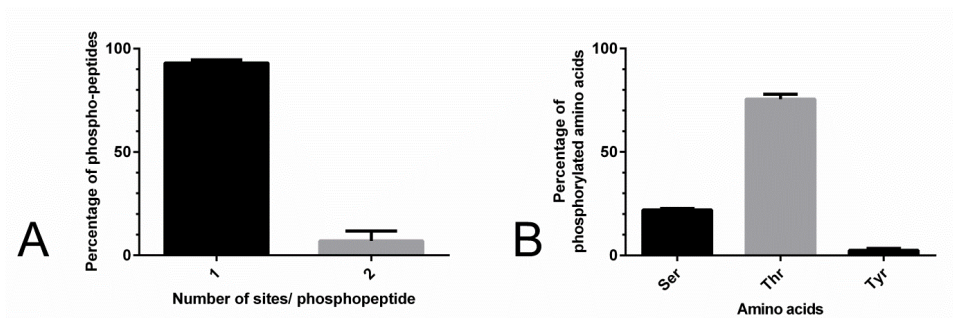 A
Percentage of phospho-peptides
100
50
0
1
2
Number of sites/ phosphopeptide
B
Percentage of
phosphorylated amino acids
100
50
0
Ser
Thr
Tyr
Amino acids